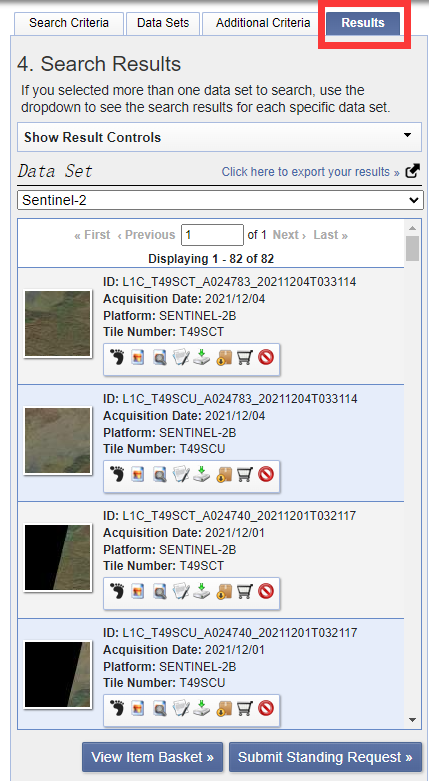 Search Criteria Data Sets Additional Criteria Results
4. Search Results
If you selected more than one data set to search, use the
dropdown to see the search results for each specific data set.
Show Result Controls
Data Set Click here to export your results »
Sentinel-2
« First ‹ Previous 1 of 1 Next › Last »
Displaying 1 - 82 of 82
ID: L1C_T49SCT_A024783_20211204T033114
Acquisition Date: 2021/12/04
Platform: SENTINEL-2B
Tile Number: T49SCT
ID: L1C_T49SCU_A024783_20211204T033114
Acquisition Date: 2021/12/04
Platform: SENTINEL-2B
Tile Number: T49SCU
ID: L1C_T49SCT_A024740_20211201T032117
Acquisition Date: 2021/12/01
Platform: SENTINEL-2B
Tile Number: T49SCT
ID: L1C_T49SCU_A024740_20211201T032117
Acquisition Date: 2021/12/01
Platform: SENTINEL-2B
Tile Number: T49SCU
View Item Basket » Submit Standing Request »